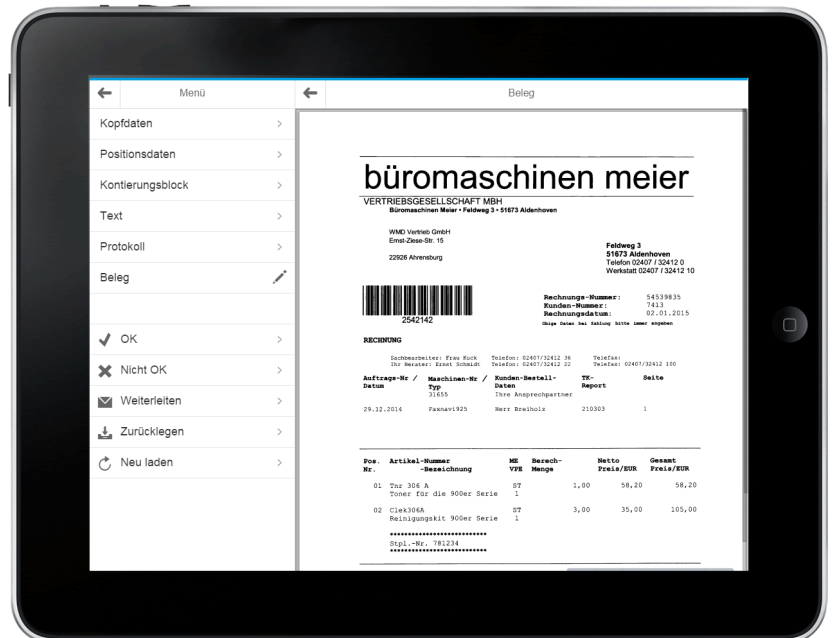 Menü
Kopfdaten
Positionsdaten
Kontierungsblock
Text
Protokoll
Beleg
OK
Nicht OK
Weiterleiten
Zurücklegen
Neu laden
Beleg
büromaschinen meier
VERTRIEBSGESELLSCHAFT MBH
Büromaschinen Meier • Feldweg 3 • 51673 Aldenhoven
WMD Vertrieb GmbH
Ernst-Ziese-Str. 15
22926 Ahrensburg
Feldweg 3
51673 Aldenhoven
Telefon 02407 / 32412 0
Werkstatt 02407 / 32412 10
2542142
Rechnungs-Nummer: 54539835
Kunden-Nummer: 7413
Rechnungsdatum: 02.01.2015
Obige Daten bei Zahlung bitte immer angeben
RECHNUNG
Sachbearbeiter: Frau Kuck Telefon: 02407/32412 36 Telefax:
Ihr Berater: Ernst Schmidt Telefon: 02407/32412 22 Telefax: 02407/32412 100
Auftrags-Nr / Maschinen-Nr / Kunden-Bestell- TK- Seite
Datum Typ Daten Report
31655 Ihre Ansprechpartner
29.12.2014 Faxnavi925 Herr Breiholz 210303 1
Pos. Artikel-Nummer ME Berech- Netto Gesamt
Nr. -Bezeichnung VPE Menge Preis/EUR Preis/EUR
01 Tnr 306 A ST 1,00 58,20 58,20
Toner für die 900er Serie 1
02 Clek306A ST 3,00 35,00 105,00
Reinigungskit 900er Serie 1
***************************
Stpl.-Nr. 781234
***************************